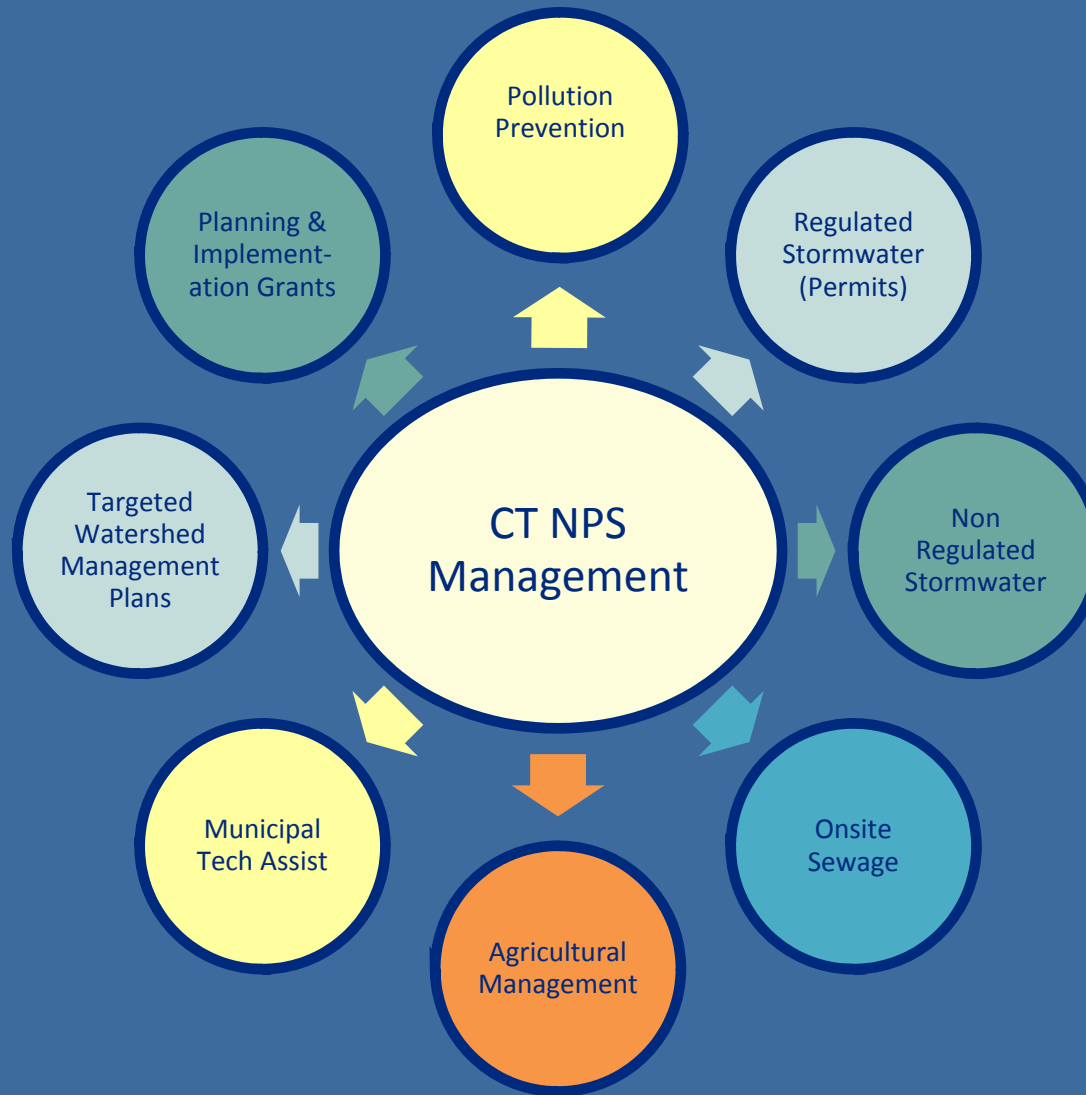 Pollution
Prevention
Planning &
Implement-
ation Grants
Regulated
Stormwater
(Permits)
Targeted
Watershed
Management
Plans
CT NPS
Management
Non
Regulated
Stormwater
Municipal
Tech Assist
Onsite
Sewage
Agricultural
Management